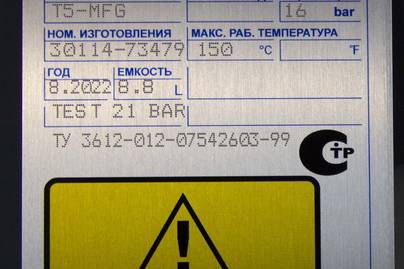 T5-MFG 16 bar
НОМ. ИЗГОТОВЛЕНИЯ МАКС. РАБ. ТЕМПЕРАТУРА
30114-73479 150 °C °F
ГОД ЕМКОСТЬ
8.2022 8.8 L
TEST 21 BAR
ТУ 3612-012-07542603-99
СТР